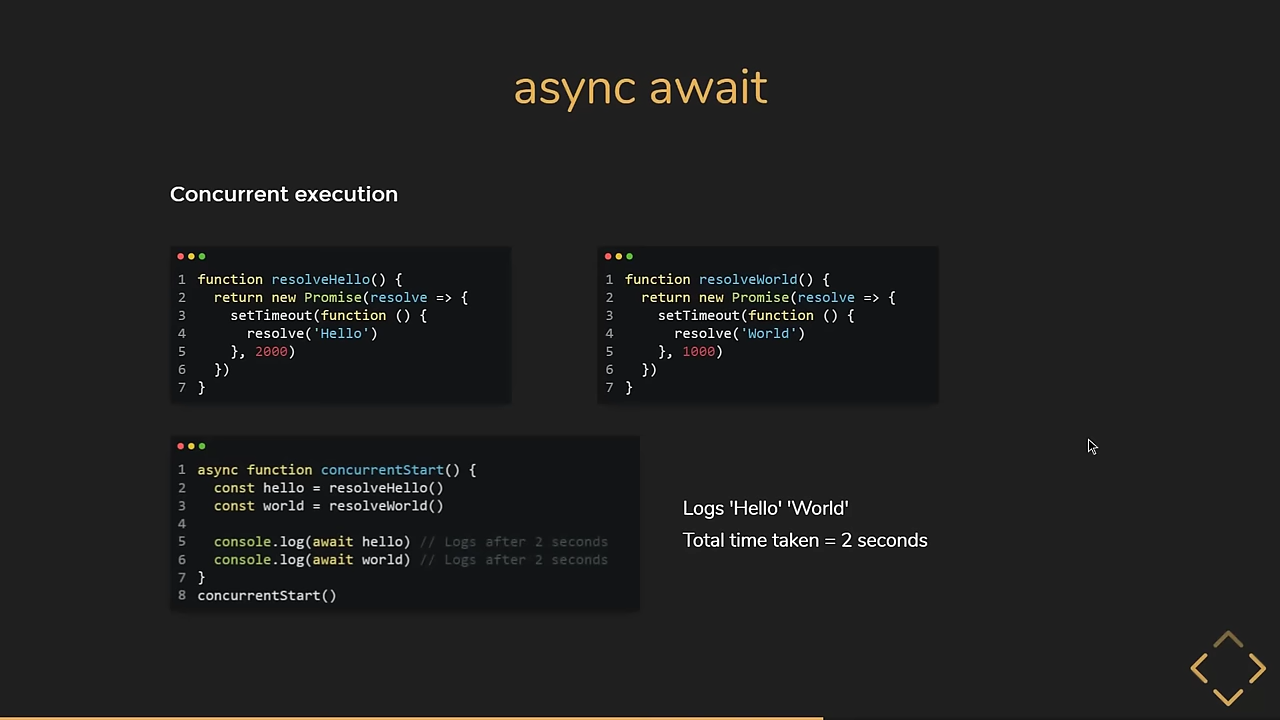 async await
Concurrent execution
1 function resolveHello() {
2   return new Promise(resolve => {
3     setTimeout(function () {
4       resolve('Hello')
5     }, 2000)
6   })
7 }
1 function resolveWorld() {
2   return new Promise(resolve => {
3     setTimeout(function () {
4       resolve('World')
5     }, 1000)
6   })
7 }
1 async function concurrentStart() {
2   const hello = resolveHello()
3   const world = resolveWorld()
4
5   console.log(await hello) // Logs after 2 seconds
6   console.log(await world) // Logs after 2 seconds
7 }
8 concurrentStart()
Logs 'Hello' 'World'
Total time taken = 2 seconds